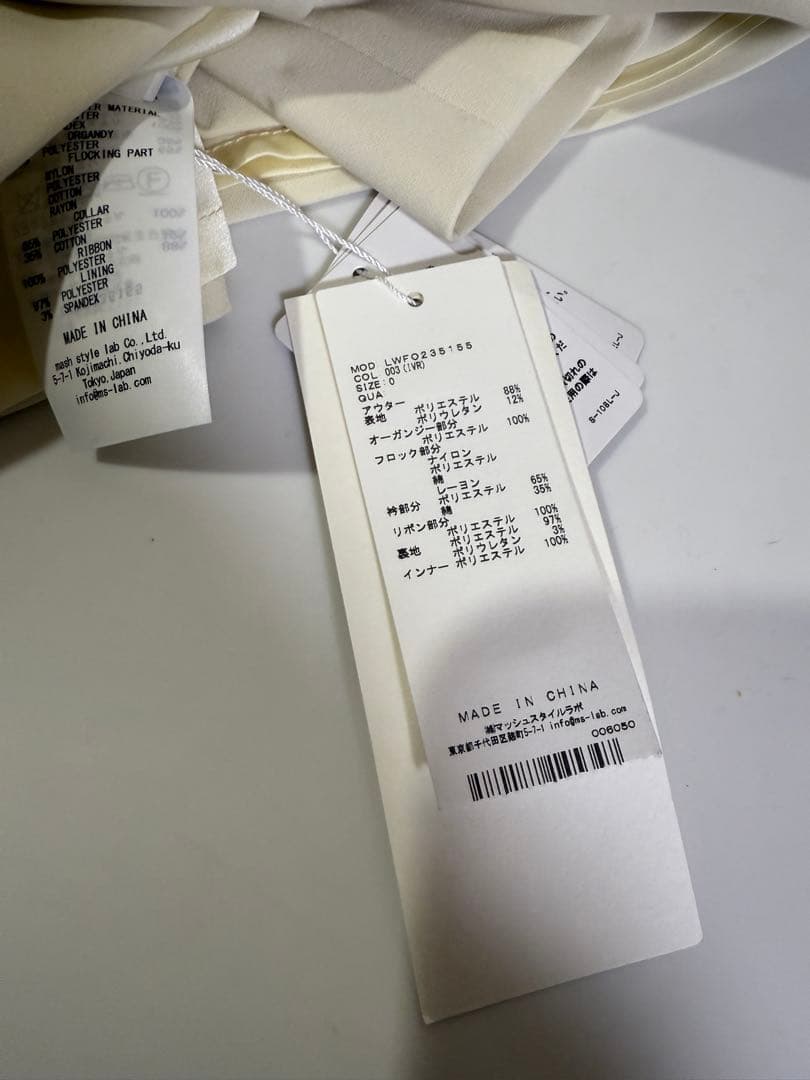 ORGANDY
POLYESTER
FLOCKING PART
NYLON
POLYESTER
COTTON
RAYON
COLLAR
POLYESTER
65% COTTON
35% RIBBON
POLYESTER
LINING
97% POLYESTER
3% SPANDEX
MADE IN CHINA
mash style lab Co., Ltd.
5-7-1 Kojimachi, Chiyoda-ku
Tokyo, Japan
info@ms-lab.com
MOD LWFO235155
COL 003(IVR)
SIZE:0
QUA
アウター
表地 ポリエステル 88%
ポリウレタン 12%
オーガンジー部分
ポリエステル 100%
フロック部分
ナイロン
ポリエステル
綿
レーヨン
衿部分 ポリエステル 65%
綿 35%
リボン部分
ポリエステル 100%
裏地 ポリエステル 97%
ポリウレタン 3%
インナー ポリエステル 100%
MADE IN CHINA
㈱マッシュスタイルラボ
東京都千代田区麹町5-7-1 info@ms-lab.com
006050
S-108L-J